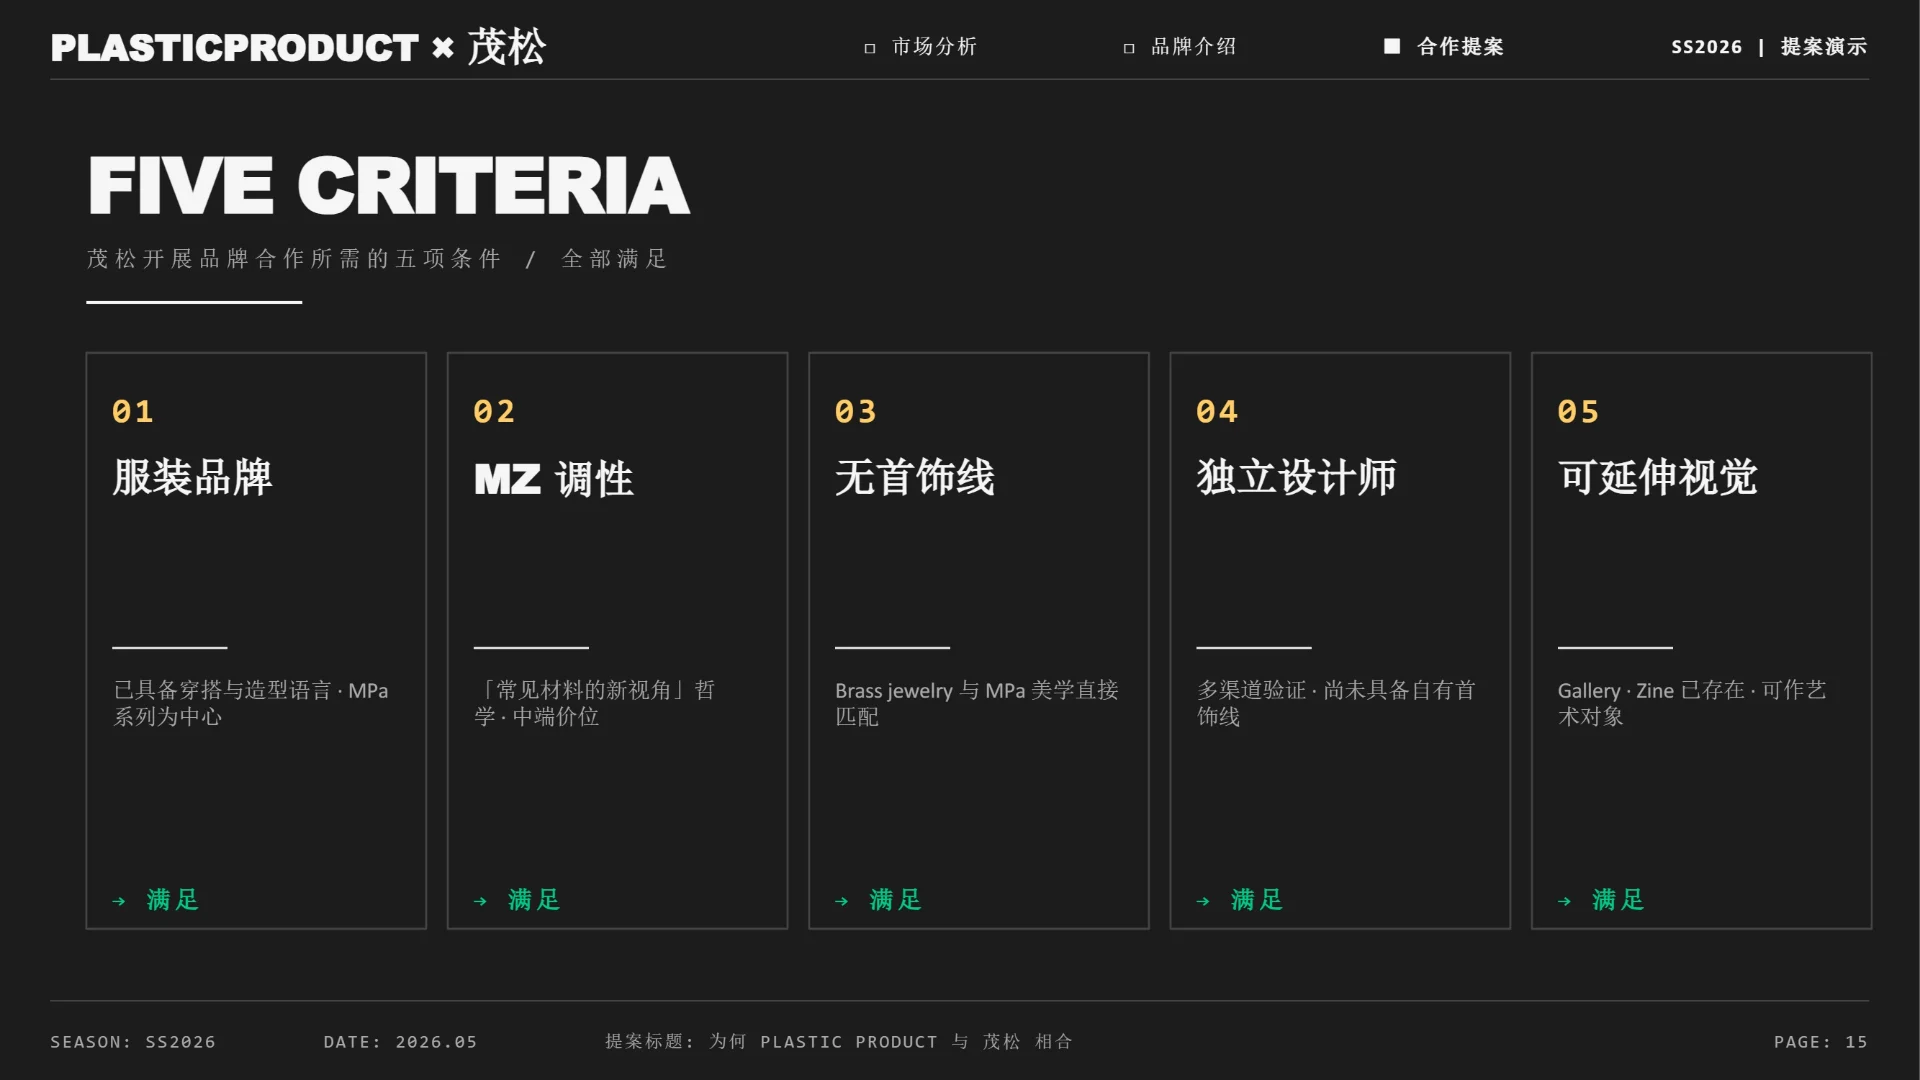 PLASTICPRODUCT ✖ 茂松
□ 市场分析
□ 品牌介绍
■ 合作提案
SS2026 | 提案演示
FIVE CRITERIA
茂松开展品牌合作所需的五项条件 / 全部满足
01
服装品牌
已具备穿搭与造型语言 · MPa
系列为中心
→ 满足
02
MZ 调性
「常见材料的新视角」哲
学 · 中端价位
→ 满足
03
无首饰线
Brass jewelry 与 MPa 美学直接
匹配
→ 满足
04
独立设计师
多渠道验证 · 尚未具备自有首
饰线
→ 满足
05
可延伸视觉
Gallery · Zine 已存在 · 可作艺
术对象
→ 满足
SEASON: SS2026
DATE: 2026.05
提案标题: 为何 PLASTIC PRODUCT 与 茂松 相合
PAGE: 15